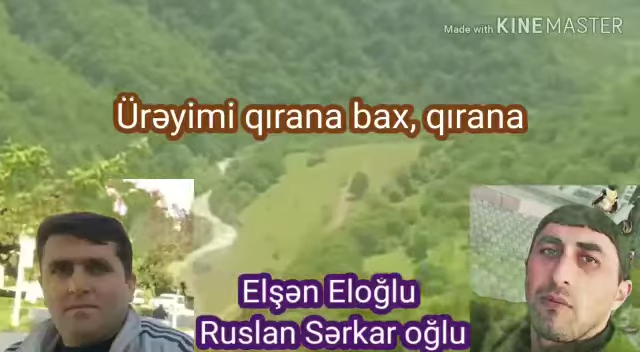 Made with KINEMASTER
Ürəyimi qırana bax, qırana
Elşən Eloğlu
Ruslan Sərkar oğlu